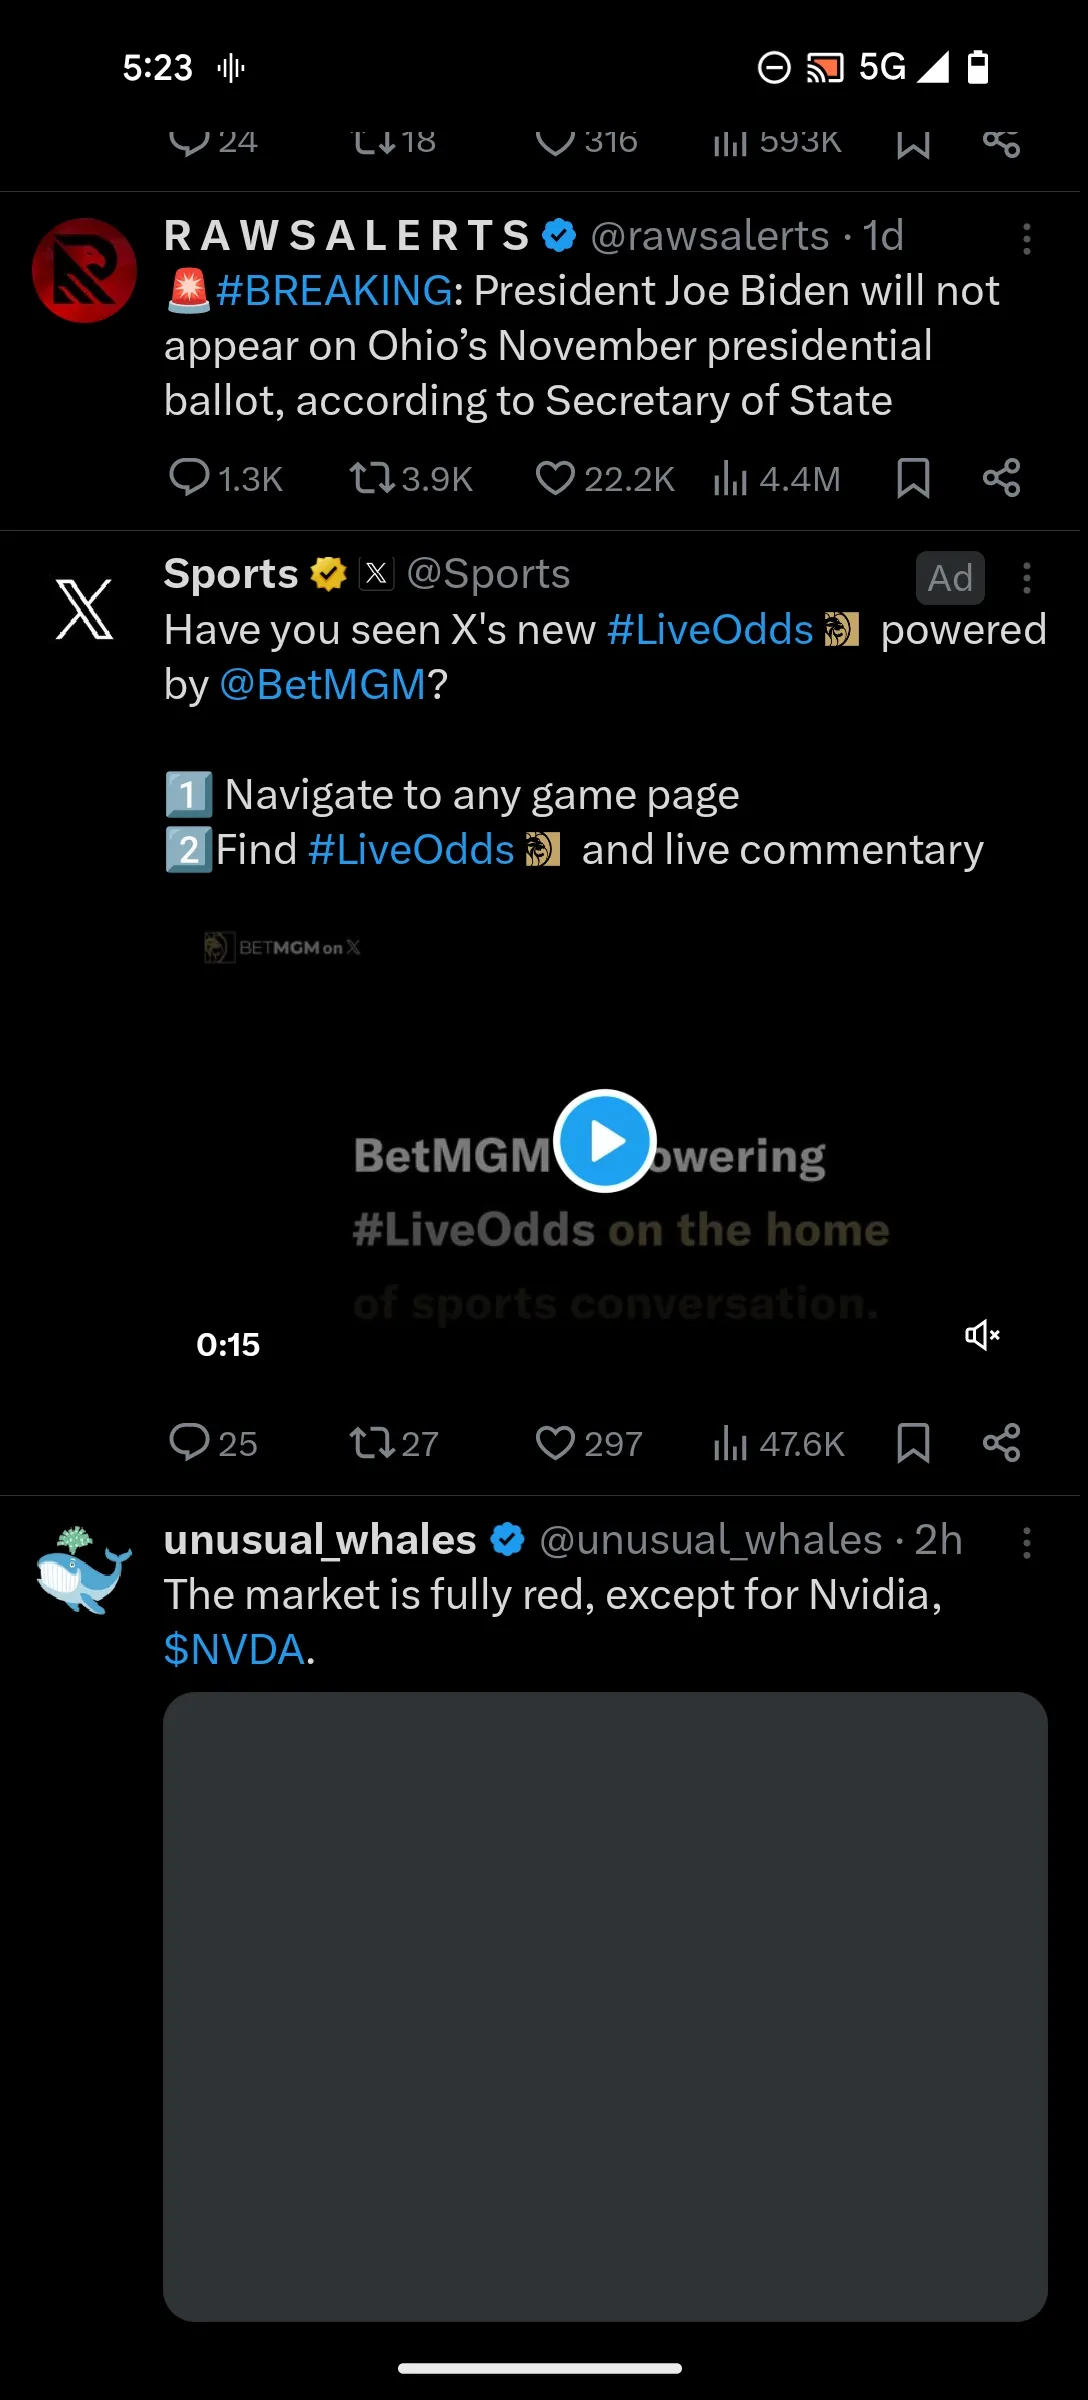 5:23 5G
24 18 316 593K
R A W S A L E R T S @rawsalerts · 1d
🚨#BREAKING: President Joe Biden will not
appear on Ohio’s November presidential
ballot, according to Secretary of State
1.3K 3.9K 22.2K 4.4M
Sports @Sports Ad
Have you seen X's new #LiveOdds powered
by @BetMGM?
1️⃣ Navigate to any game page
2️⃣Find #LiveOdds and live commentary
BETMGM on X
BetMGM owering
#LiveOdds on the home
of sports conversation.
0:15
25 27 297 47.6K
unusual_whales @unusual_whales · 2h
The market is fully red, except for Nvidia,
$NVDA.